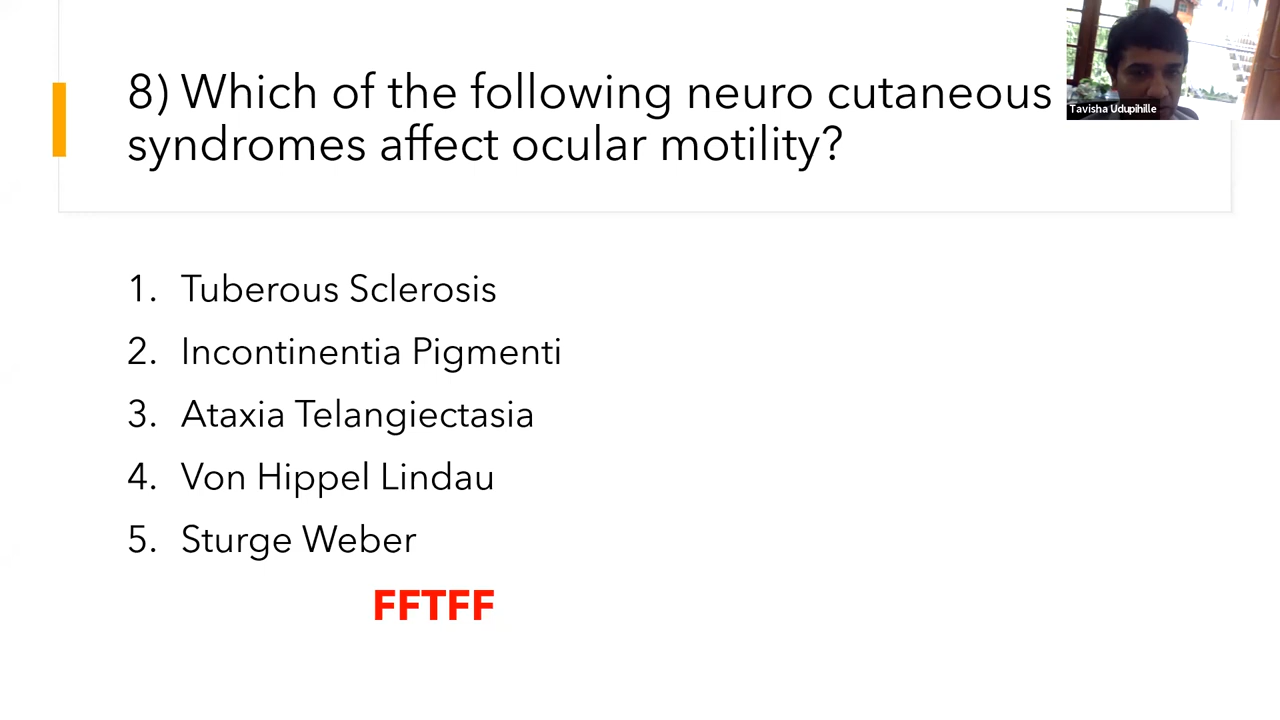 8) Which of the following neuro cutaneous
syndromes affect ocular motility?
Tavisha Udupihille
1. Tuberous Sclerosis
2. Incontinentia Pigmenti
3. Ataxia Telangiectasia
4. Von Hippel Lindau
5. Sturge Weber
FFTFF